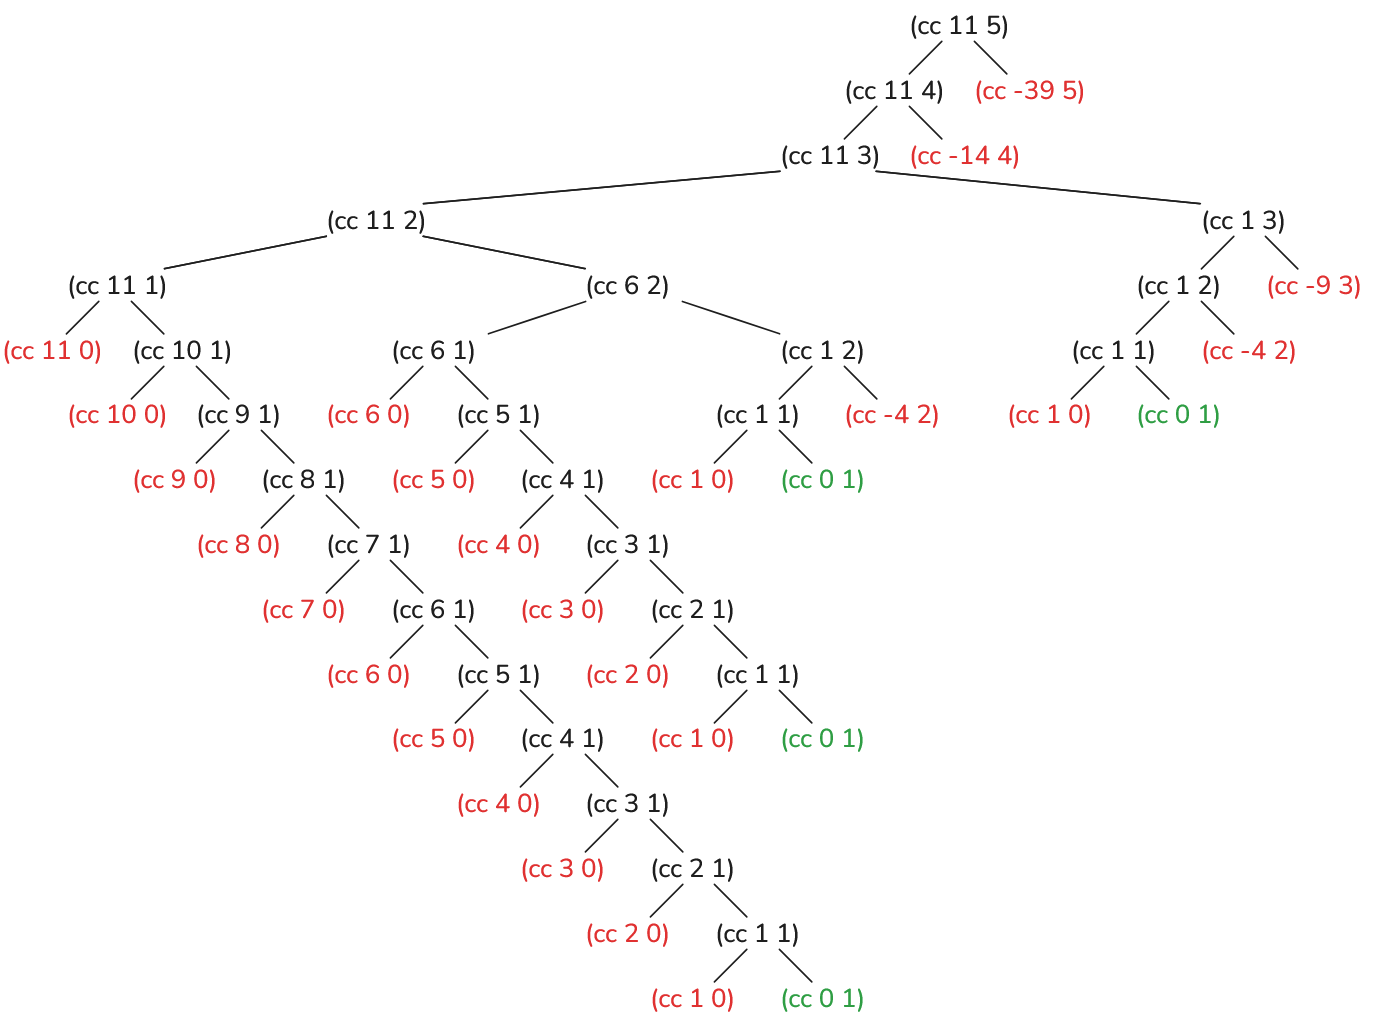 (cc 11 5)
(cc 11 4) (cc -39 5)
(cc 11 3) (cc -14 4)
(cc 11 2) (cc 1 3)
(cc 11 1) (cc 6 2) (cc 1 2) (cc -9 3)
(cc 11 0) (cc 10 1) (cc 6 1) (cc 1 2) (cc 1 1) (cc -4 2)
(cc 10 0) (cc 9 1) (cc 6 0) (cc 5 1) (cc 1 1) (cc -4 2) (cc 1 0) (cc 0 1)
(cc 9 0) (cc 8 1) (cc 5 0) (cc 4 1) (cc 1 0) (cc 0 1)
(cc 8 0) (cc 7 1) (cc 4 0) (cc 3 1)
(cc 7 0) (cc 6 1) (cc 3 0) (cc 2 1)
(cc 6 0) (cc 5 1) (cc 2 0) (cc 1 1)
(cc 5 0) (cc 4 1) (cc 1 0) (cc 0 1)
(cc 4 0) (cc 3 1)
(cc 3 0) (cc 2 1)
(cc 2 0) (cc 1 1)
(cc 1 0) (cc 0 1)